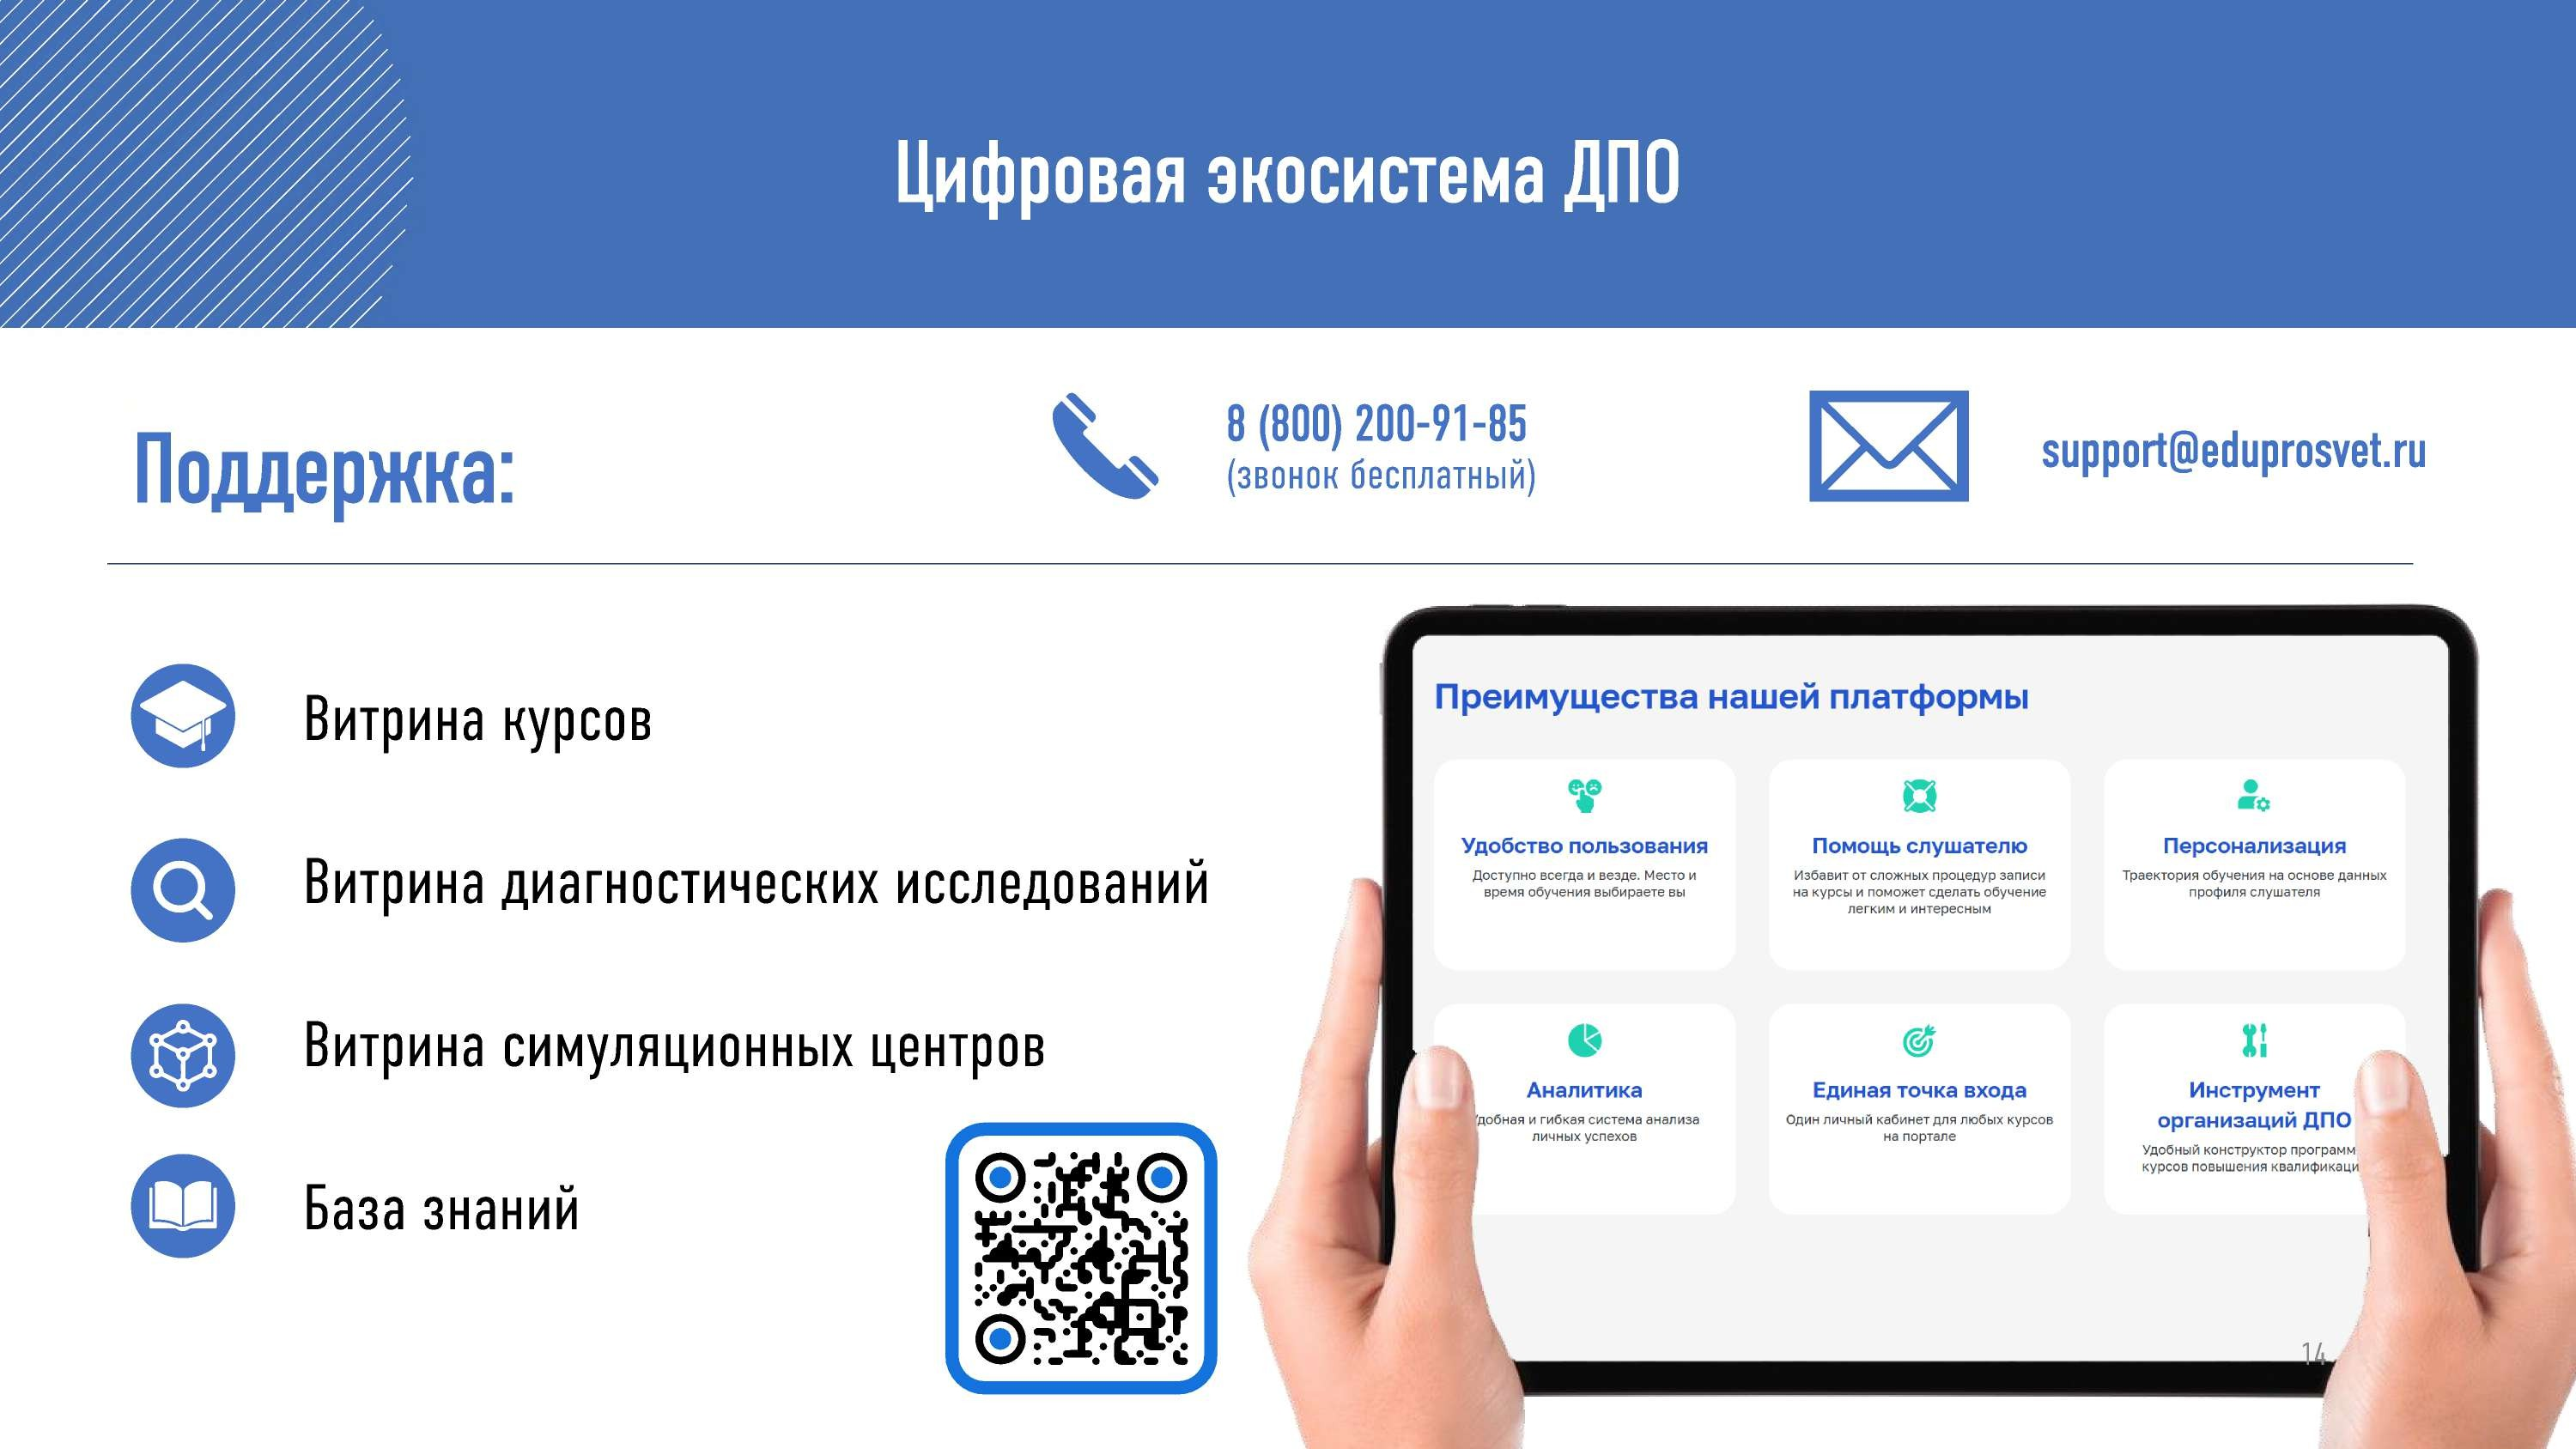 Цифровая экосистема ДПО
Поддержка:
8 (800) 200-91-85
(звонок бесплатный)
support@eduprosvet.ru
Витрина курсов
Витрина диагностических исследований
Витрина симуляционных центров
База знаний
Преимущества нашей платформы
Удобство пользования
Доступно всегда и везде. Место и
время обучения выбираете вы
Помощь слушателю
Избавит от сложных процедур записи
на курсы и поможет сделать обучение
легким и интересным
Персонализация
Траектория обучения на основе данных
профиля слушателя
Аналитика
Удобная и гибкая система анализа
личных успехов
Единая точка входа
Один личный кабинет для любых курсов
на портале
Инструмент
организаций ДПО
Удобный конструктор программ
курсов повышения квалификаци
14